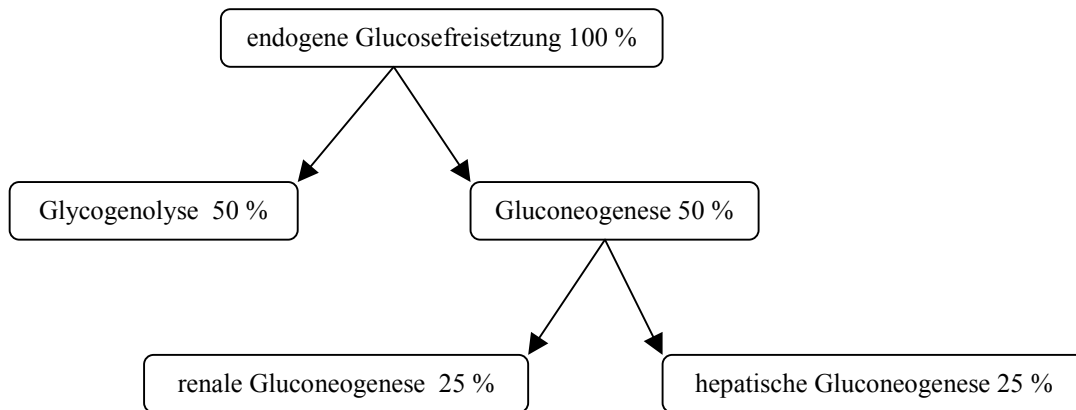 endogene Glucosefreisetzung 100 %
Glycogenolyse 50 %
Gluconeogenese 50 %
renale Gluconeogenese 25 %
hepatische Gluconeogenese 25 %